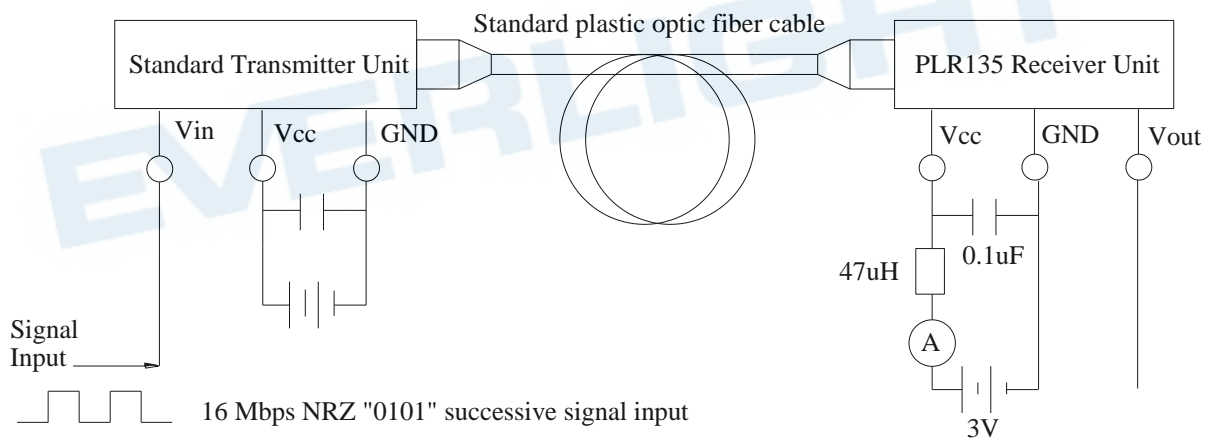 EVERLIGHT
Standard plastic optic fiber cable
Standard Transmitter Unit
PLR135 Receiver Unit
Vin
Vcc
GND
Vcc
GND
Vout
47uH
0.1uF
A
Signal
Input
3V
16 Mbps NRZ "0101" successive signal input